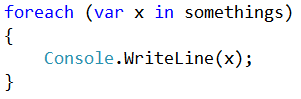 foreach (var x in somethings)
{
    Console.WriteLine(x);
}